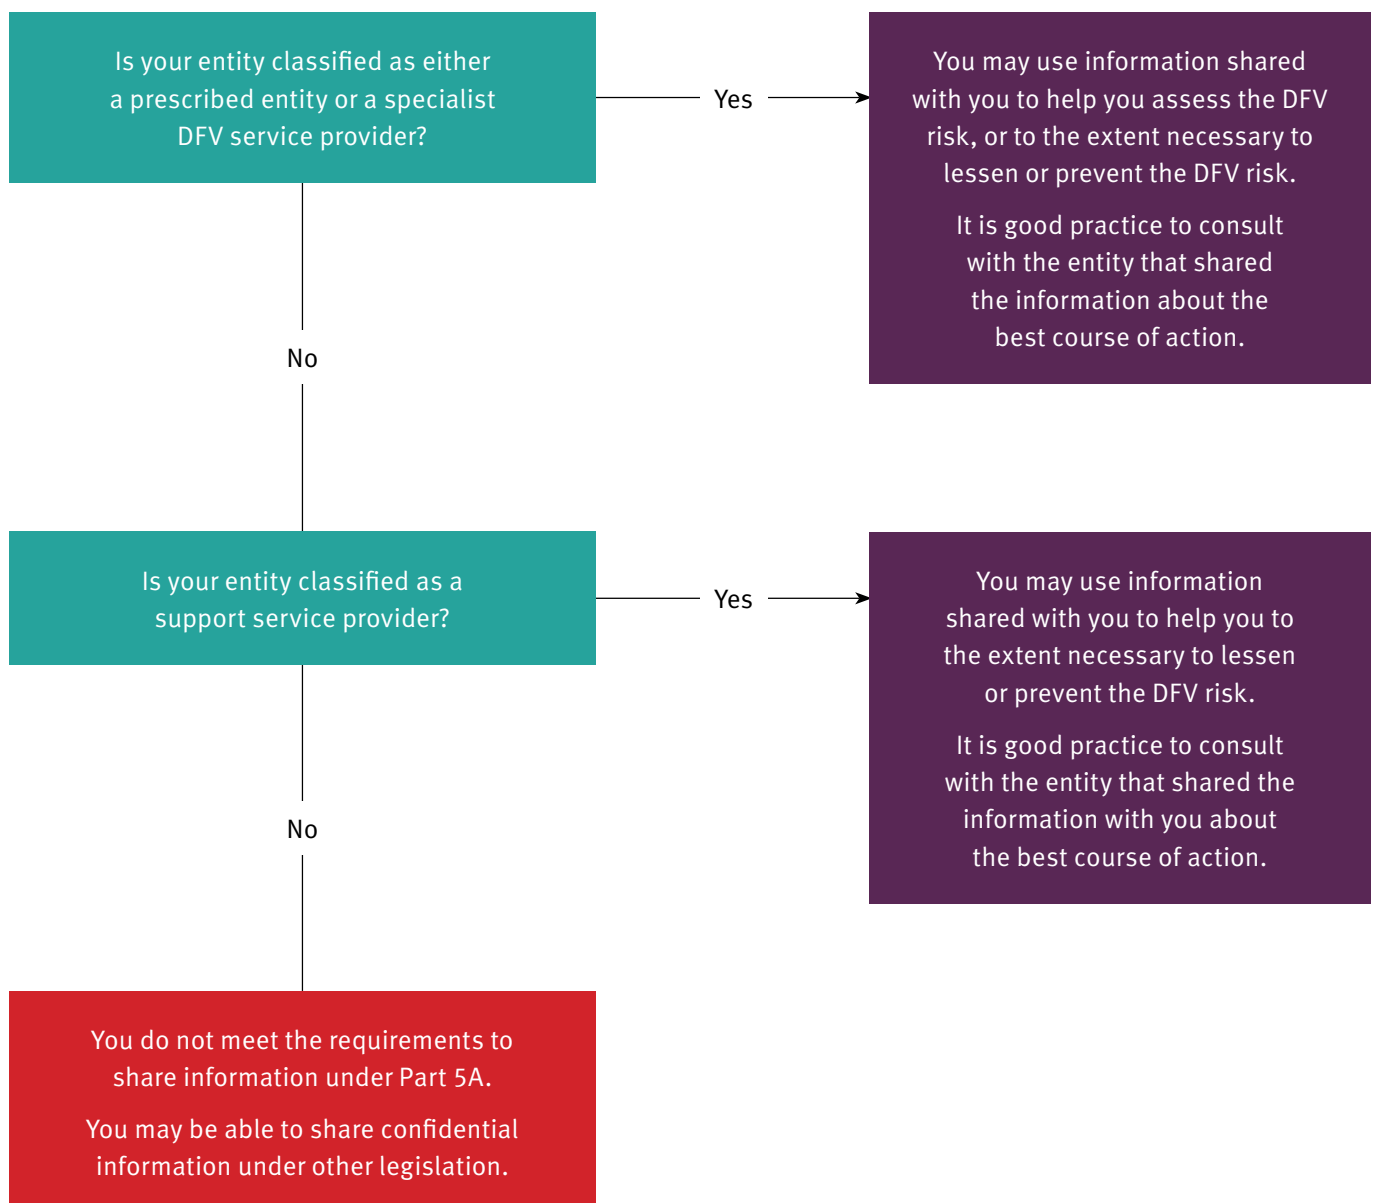 Is your entity classified as either
a prescribed entity or a specialist
DFV service provider?
Yes
You may use information shared
with you to help you assess the DFV
risk, or to the extent necessary to
lessen or prevent the DFV risk.
It is good practice to consult
with the entity that shared
the information about the
best course of action.
No
Is your entity classified as a
support service provider?
Yes
You may use information
shared with you to help you to
the extent necessary to lessen
or prevent the DFV risk.
It is good practice to consult
with the entity that shared the
information with you about
the best course of action.
No
You do not meet the requirements to
share information under Part 5A.
You may be able to share confidential
information under other legislation.